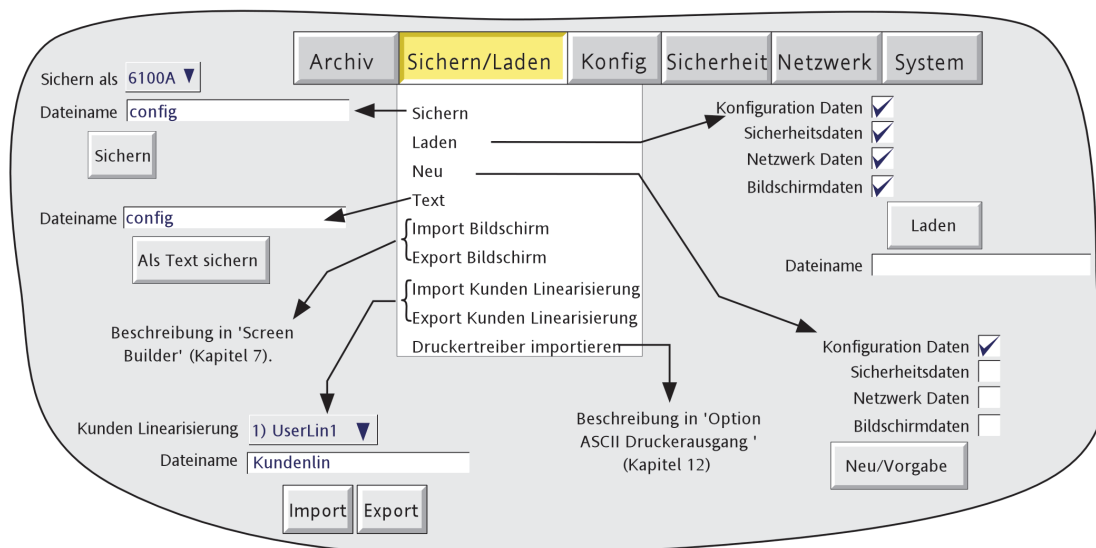 Archiv
Sichern/Laden
Konfig
Sicherheit
Netzwerk
System
Sichern als 6100A
Dateiname config
Sichern
Dateiname config
Als Text sichern
Beschreibung in 'Screen
Builder' (Kapitel 7).
Kunden Linearisierung 1) UserLin1
Dateiname Kundenlin
Import
Export
Sichern
Laden
Neu
Text
Import Bildschirm
Export Bildschirm
Import Kunden Linearisierung
Export Kunden Linearisierung
Druckertreiber importieren
Beschreibung in 'Option
ASCII Druckerausgang '
(Kapitel 12)
Konfiguration Daten
Sicherheitsdaten
Netzwerk Daten
Bildschirmdaten
Laden
Dateiname
Konfiguration Daten
Sicherheitsdaten
Netzwerk Daten
Bildschirmdaten
Neu/Vorgabe